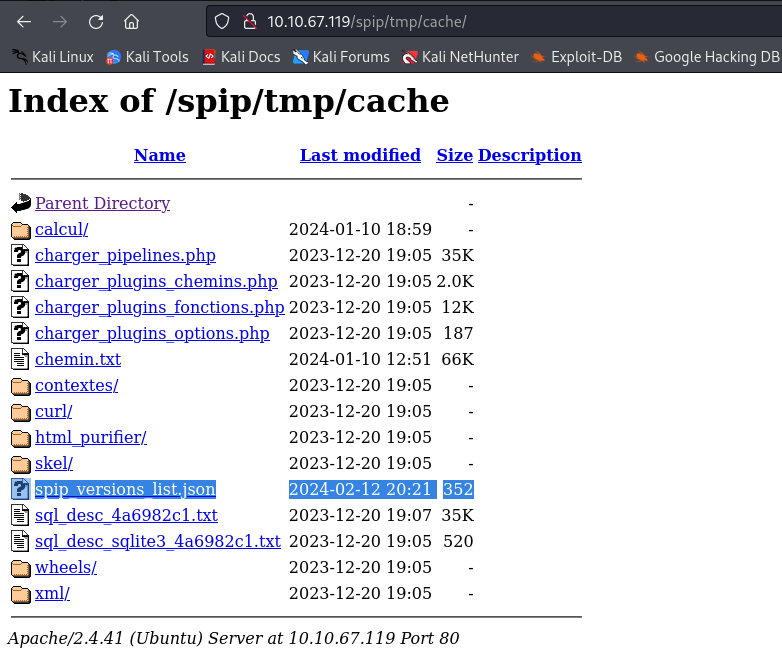 10.10.67.119/spip/tmp/cache/
Kali Linux Kali Tools Kali Docs Kali Forums Kali NetHunter Exploit-DB Google Hacking DB
Index of /spip/tmp/cache
Name Last modified Size Description
Parent Directory -
calcul/ 2024-01-10 18:59 -
charger_pipelines.php 2023-12-20 19:05 35K
charger_plugins_chemins.php 2023-12-20 19:05 2.0K
charger_plugins_fonctions.php 2023-12-20 19:05 12K
charger_plugins_options.php 2023-12-20 19:05 187
chemin.txt 2024-01-10 12:51 66K
contextes/ 2023-12-20 19:05 -
curl/ 2023-12-20 19:05 -
html_purifier/ 2023-12-20 19:05 -
skel/ 2023-12-20 19:05 -
spip_versions_list.json 2024-02-12 20:21 352
sql_desc_4a6982c1.txt 2023-12-20 19:07 35K
sql_desc_sqlite3_4a6982c1.txt 2023-12-20 19:05 520
wheels/ 2023-12-20 19:05 -
xml/ 2023-12-20 19:05 -
Apache/2.4.41 (Ubuntu) Server at 10.10.67.119 Port 80